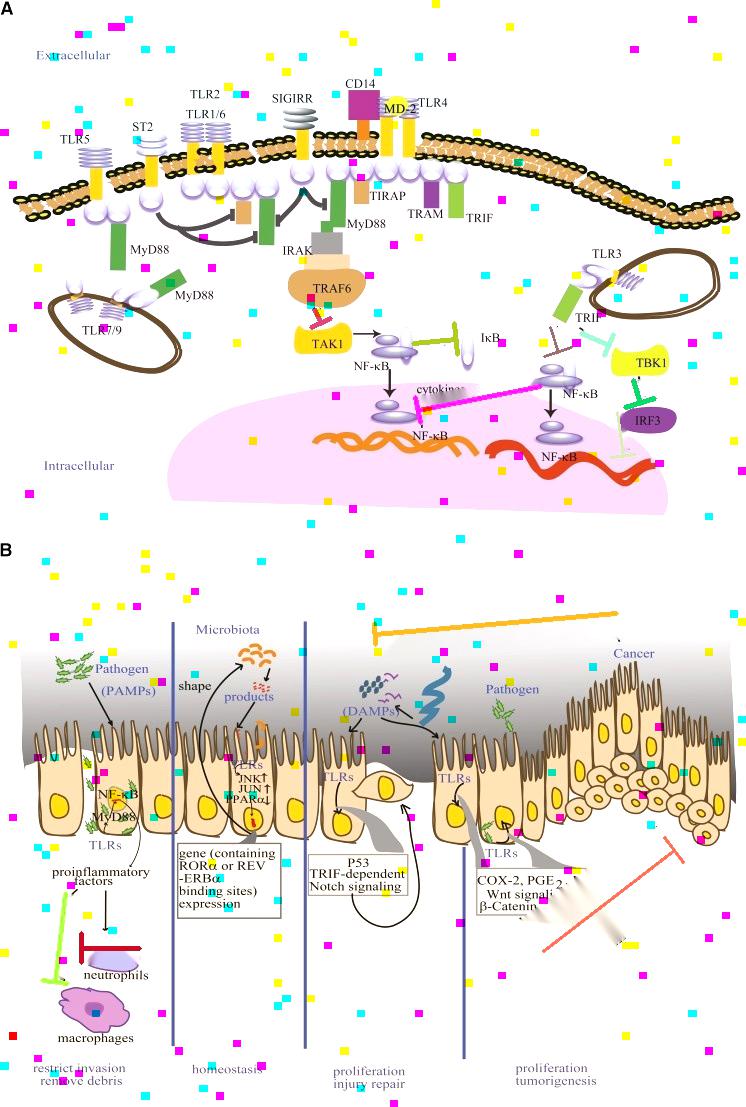 A
Extracellular
CD14
TLR2
SIGIRR
MD-2
TLR4
TLR1/6
ST2
TLR5
TIRAP
TRAM
TRIF
MyD88
MyD88
IRAK
TLR3
MyD88
TRAF6
TLR7/9
TRIF
TAK1
IκB
NF-κB
TBK1
NF-κB
IRF3
NF-κB
NF-κB
Intracellular
B
Microbiota
Cancer
Pathogen
(PAMPs)
shape
products
(DAMPs)
Pathogen
TLRs
JNK↑
JUN↑
PPARα↓
TLRs
TLRs
NF-κB
MyD88
TLRs
TLRs
proinflammatory
factors
gene (containing
RORα or REV
-ERBα
binding sites)
expression
P53
TRIF-dependent
Notch signaling
COX-2, PGE2
Wnt
β-Catenin
neutrophils
macrophages
restrict invasion
remove debris
homeostasis
proliferation
injury repair
proliferation
tumorigenesis